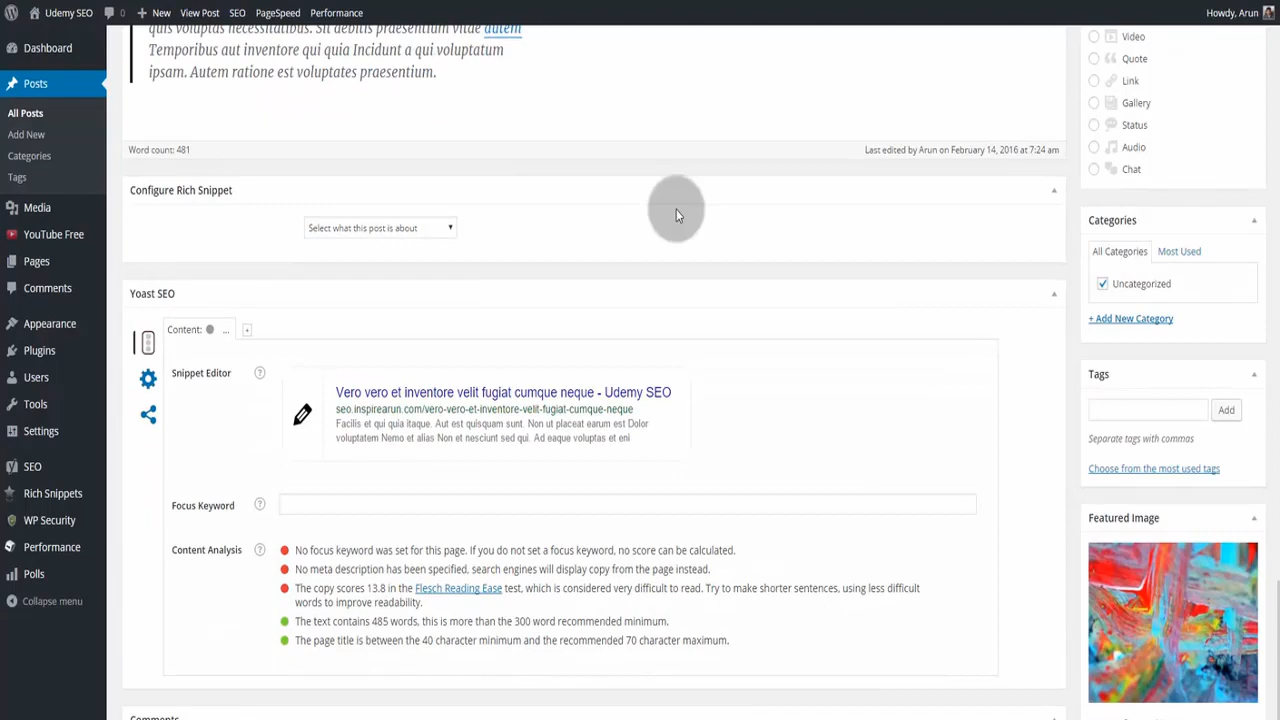 Udemy SEO 0 New View Post SEO PageSpeed Performance Howdy, Arun
Dashboard
Posts
All Posts
Add New
Categories
Tags
Media
YouTube Free
Pages
Comments
Appearance
Plugins
Users
Tools
Settings
SEO
Rich Snippets
WP Security
Performance
Polls
Collapse menu
quis voluptas necessitatibus. Sit debitis praesentium vitae autem
Temporibus aut inventore qui quia Incidunt a qui voluptatum
ipsam. Autem ratione est voluptates praesentium.
Word count: 481
Last edited by Arun on February 14, 2016 at 7:24 am
Configure Rich Snippet
Select what this post is about
Yoast SEO
Content: ...
+
Snippet Editor ?
Vero vero et inventore velit fugiat cumque neque - Udemy SEO
seo.inspirearun.com/vero-vero-et-inventore-velit-fugiat-cumque-neque
Facilis et qui quia itaque. Aut est quisquam sunt. Non ut placeat earum est Dolor
voluptatem Nemo et alias Non et nesciunt sed qui. Ad eaque voluptas et eni
Focus Keyword ?
Content Analysis ?
No focus keyword was set for this page. If you do not set a focus keyword, no score can be calculated.
No meta description has been specified, search engines will display copy from the page instead.
The copy scores 13.8 in the Flesch Reading Ease test, which is considered very difficult to read. Try to make shorter sentences, using less difficult
words to improve readability.
The text contains 485 words, this is more than the 300 word recommended minimum.
The page title is between the 40 character minimum and the recommended 70 character maximum.
Comments
Video
Quote
Link
Gallery
Status
Audio
Chat
Categories
All Categories Most Used
Uncategorized
+ Add New Category
Tags
Add
Separate tags with commas
Choose from the most used tags
Featured Image